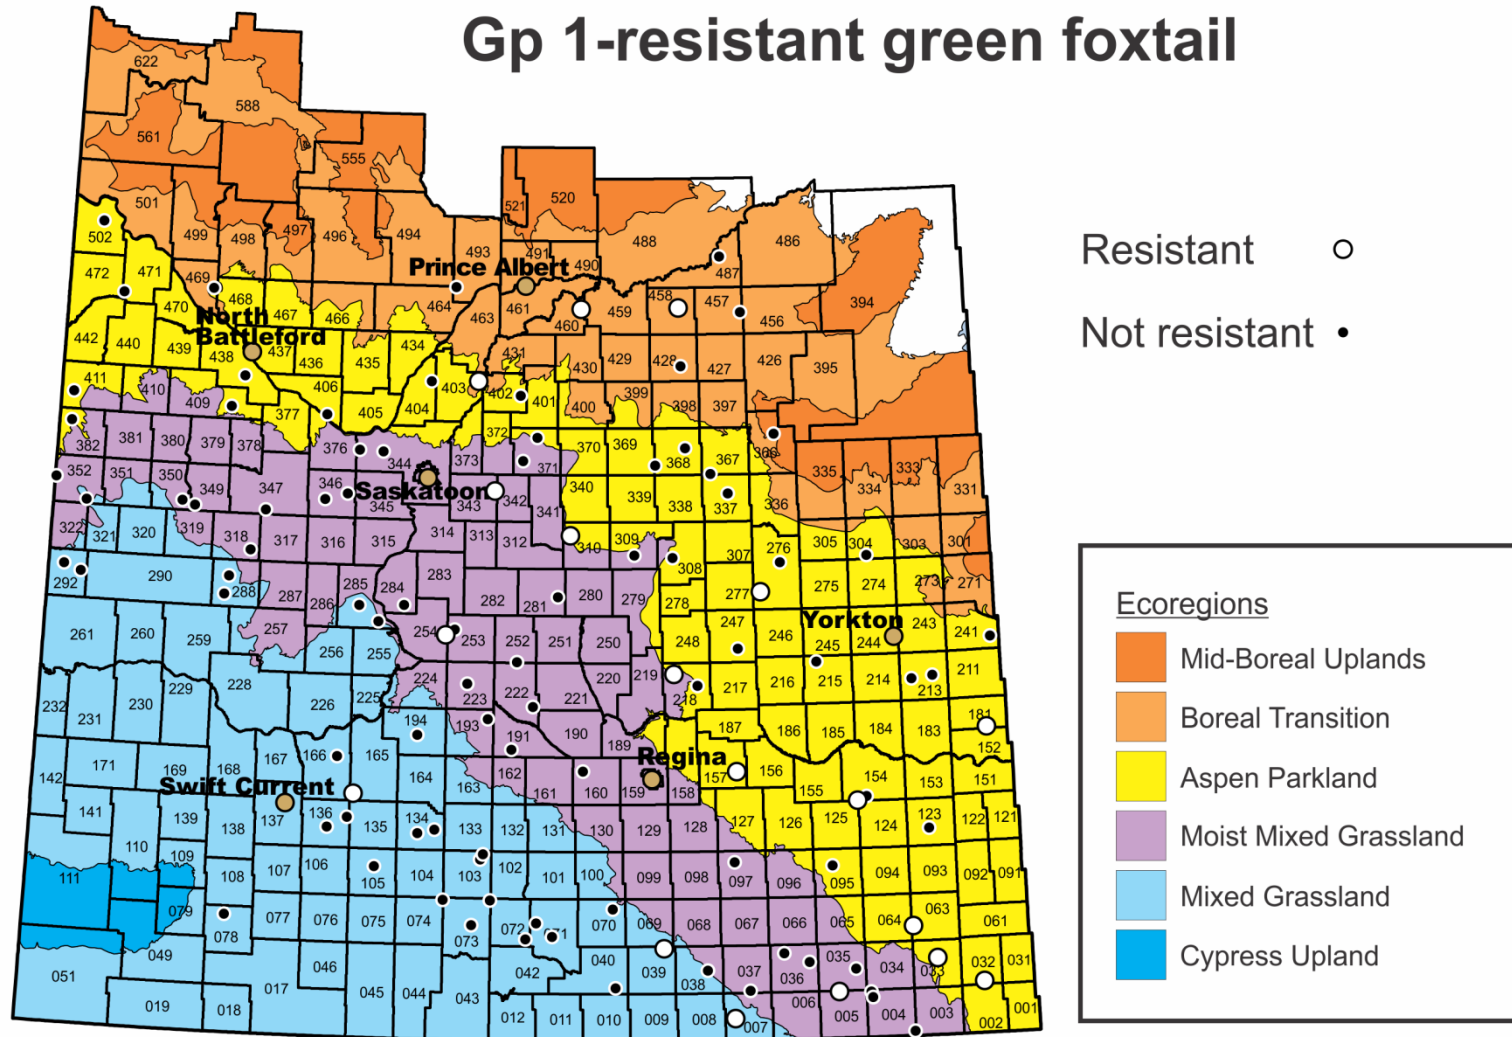 Gp 1-resistant green foxtail
Resistant
Not resistant
Ecoregions
Mid-Boreal Uplands
Boreal Transition
Aspen Parkland
Moist Mixed Grassland
Mixed Grassland
Cypress Upland
622
588
561
555
501
521 520
502 499 498 497 496 494 493 491 490 488 487 486
Prince Albert
472 471 470 469 468 467 466 464 463 461 460 459 458 457 456 394
North
Battleford
442 440 439 438 437 436 435 434 431 430 429 428 427 426 395
411 410 409 406 405 404 403 402 401 400 399 398 397
382 381 380 379 378 377 376 344 373 372 371 370 369 368 367 366 335 333
Saskatoon
352 351 350 349 347 346 345 343 342 341 340 339 338 337 336 334 331
322 321 320 319 318 317 316 315 314 313 312 310 309 308 307 276 305 304 303 301
292 290 288 287 286 285 284 283 282 281 280 279 278 277 275 274 273 271
Yorkton
261 260 259 257 256 255 254 253 252 251 250 248 247 246 245 244 243 241
232 231 230 229 228 226 225 224 223 222 221 220 219 218 217 216 215 214 213 211
194 193 191 190 189 187 186 185 184 183 181
Regina
142 171 169 168 167 166 165 164 163 162 161 160 159 158 157 156 155 154 153 152 151
Swift Current
141 139 138 137 136 135 134 133 132 131 130 129 128 127 126 125 124 123 122 121
111 110 109 108 107 106 105 104 103 102 101 100 099 098 097 096 095 094 093 092 091
079 078 077 076 075 074 073 072 071 070 069 068 067 066 065 064 063 061
051 049 046 045 044 043 042 040 039 038 037 036 035 034 033 032 031
019 018 017 012 011 010 009 008 007 006 005 004 003 002 001